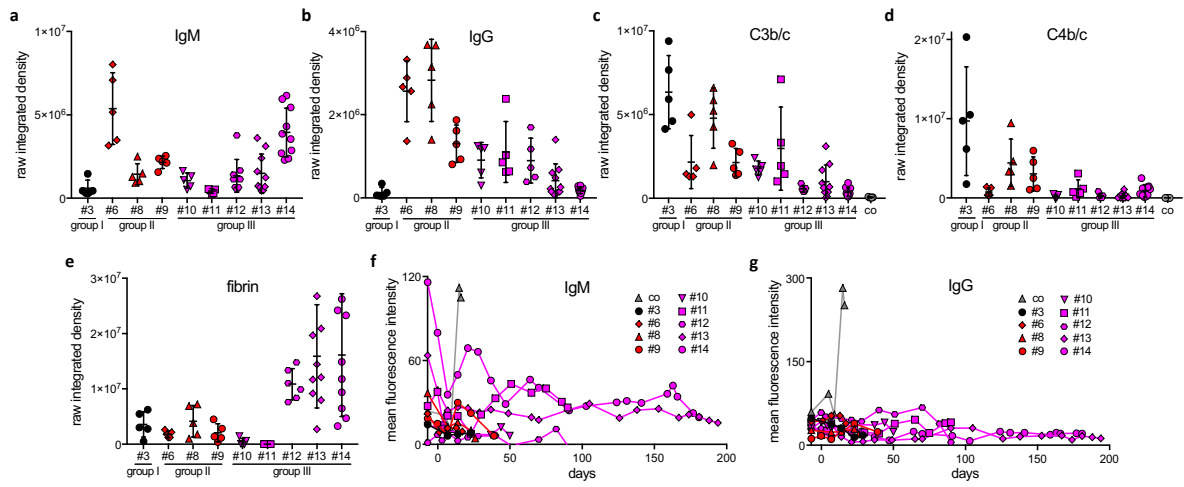 a
IgM
raw integrated density
1×10⁷
5×10⁶
0
#3 #6 #8 #9 #10 #11 #12 #13 #14
group I group II group III
b
IgG
raw integrated density
6×10⁶
4×10⁶
2×10⁶
0
#3 #6 #8 #9 #10 #11 #12 #13 #14
group I group II group III
c
C3b/c
raw integrated density
1×10⁷
5×10⁶
0
#3 #6 #8 #9 #10 #11 #12 #13 #14 co
group I group II group III
d
C4b/c
raw integrated density
2×10⁷
1×10⁷
0
#3 #6 #8 #9 #10 #11 #12 #13 #14 co
group I group II group III
e
fibrin
raw integrated density
3×10⁷
2×10⁷
1×10⁷
0
#3 #6 #8 #9 #10 #11 #12 #13 #14
group I group II group III
f
IgM
mean fluorescence intensity
120
60
0
0 50 100 150 200
days
co #10
#3 #11
#6 #12
#8 #13
#9 #14
g
IgG
mean fluorescence intensity
300
150
0
0 50 100 150 200
days
co #10
#3 #11
#6 #12
#8 #13
#9 #14